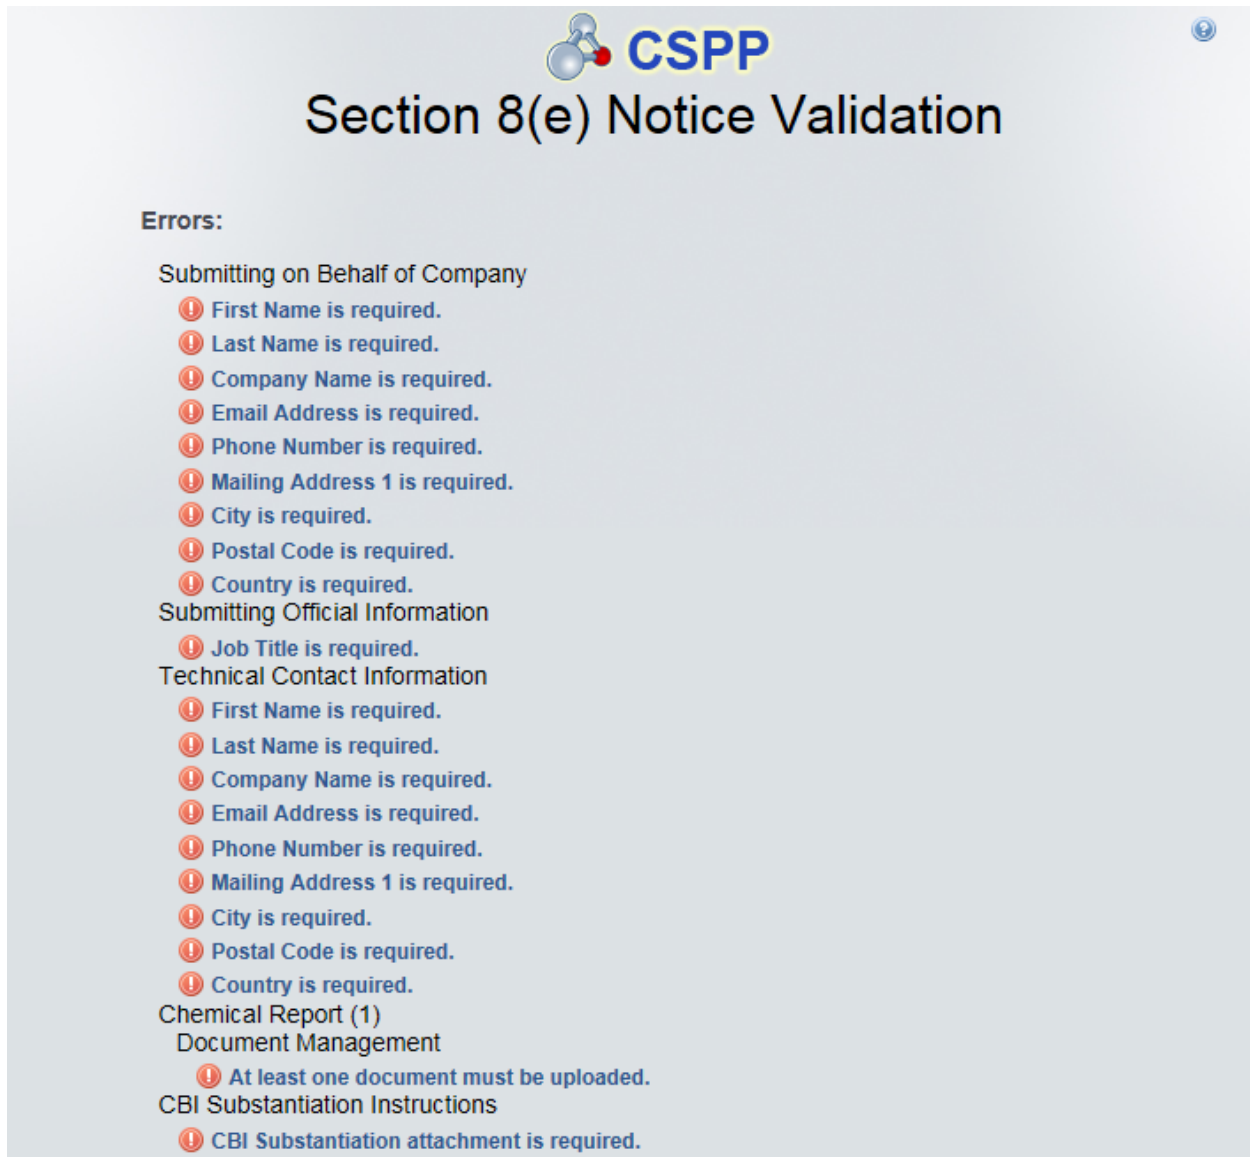 CSPP
Section 8(e) Notice Validation
Errors:
Submitting on Behalf of Company
First Name is required.
Last Name is required.
Company Name is required.
Email Address is required.
Phone Number is required.
Mailing Address 1 is required.
City is required.
Postal Code is required.
Country is required.
Submitting Official Information
Job Title is required.
Technical Contact Information
First Name is required.
Last Name is required.
Company Name is required.
Email Address is required.
Phone Number is required.
Mailing Address 1 is required.
City is required.
Postal Code is required.
Country is required.
Chemical Report (1)
Document Management
At least one document must be uploaded.
CBI Substantiation Instructions
CBI Substantiation attachment is required.